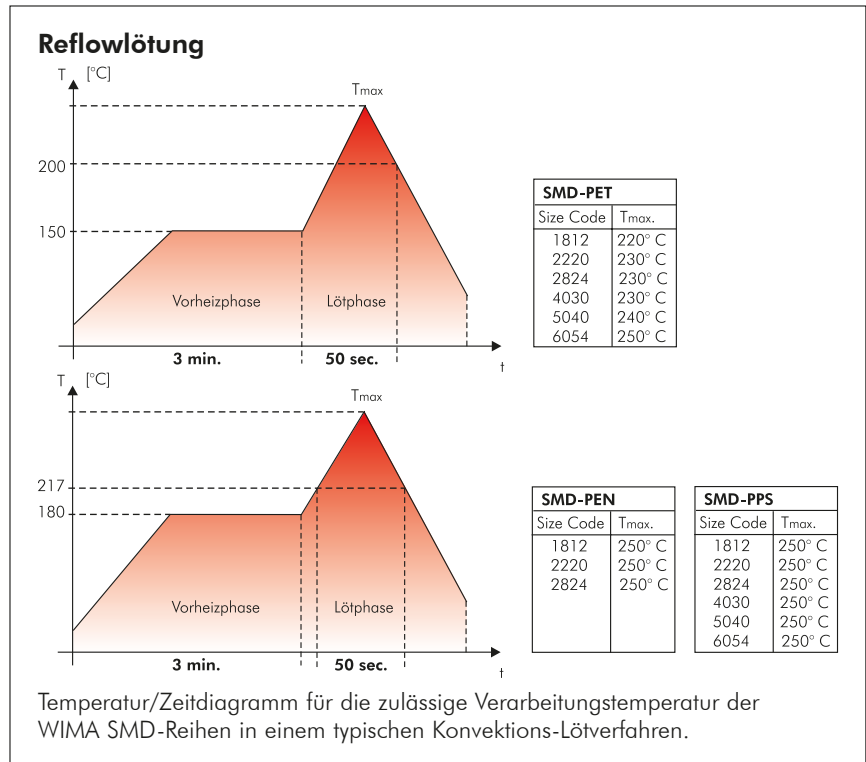 Reflowlötung
T [°C]
Tmax
200
150
Vorheizphase Lötphase
3 min. 50 sec.
t
SMD-PET
Size Code Tmax.
1812 220° C
2220 230° C
2824 230° C
4030 230° C
5040 240° C
6054 250° C
T [°C]
Tmax
217
180
Vorheizphase Lötphase
3 min. 50 sec.
t
SMD-PEN
Size Code Tmax.
1812 250° C
2220 250° C
2824 250° C
SMD-PPS
Size Code Tmax.
1812 250° C
2220 250° C
2824 250° C
4030 250° C
5040 250° C
6054 250° C
Temperatur/Zeitdiagramm für die zulässige Verarbeitungstemperatur der
WIMA SMD-Reihen in einem typischen Konvektions-Lötverfahren.